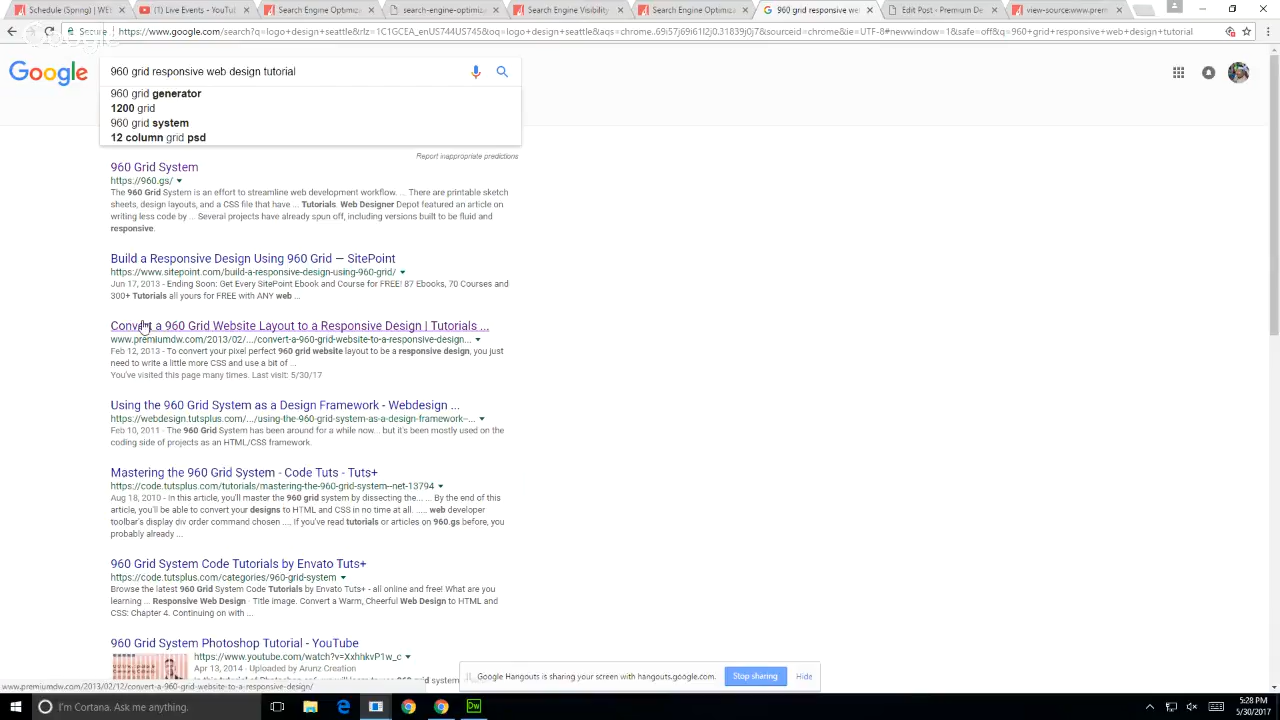 Schedule (Spring) | WEB
(1) Live Events - YouTu
Search Engine Optimiza
search-engine-optimiza
Search Engine Visibility
Search Engine Optimiza
960 grid responsive wel
Edit Post ‹ Premium De
view-source:www.prem
https://www.google.com/search?q=logo+design+seattle&rlz=1C1GCEA_enUS744US745&oq=logo+design+seattle&aqs=chrome..69i57j69i61l2j0.31839j0j7&sourceid=chrome&ie=UTF-8#newwindow=1&safe=off&q=960+grid+responsive+web+design+tutorial
Google
960 grid responsive web design tutorial
960 grid generator
1200 grid
960 grid system
12 column grid psd
Report inappropriate predictions
960 Grid System
https://960.gs/
The 960 Grid System is an effort to streamline web development workflow. ... There are printable sketch
sheets, design layouts, and a CSS file that have ... Tutorials. Web Designer Depot featured an article on
writing less code by ... Several projects have already spun off, including versions built to be fluid and
responsive.
Build a Responsive Design Using 960 Grid — SitePoint
https://www.sitepoint.com/build-a-responsive-design-using-960-grid/
Jun 17, 2013 - Ending Soon: Get Every SitePoint Ebook and Course for FREE! 87 Ebooks, 70 Courses and
300+ Tutorials all yours for FREE with ANY web ...
Convert a 960 Grid Website Layout to a Responsive Design | Tutorials ...
www.premiumdw.com/2013/02/.../convert-a-960-grid-website-to-a-responsive-design...
Feb 12, 2013 - To convert your pixel perfect 960 grid website layout to be a responsive design, you just
need to write a little more CSS and use a bit of ...
You've visited this page many times. Last visit: 5/30/17
Using the 960 Grid System as a Design Framework - Webdesign ...
https://webdesign.tutsplus.com/.../using-the-960-grid-system-as-a-design-framework--...
Feb 10, 2011 - The 960 Grid System has been around for a while now... but it's been mostly used on the
coding side of projects as an HTML/CSS framework.
Mastering the 960 Grid System - Code Tuts - Tuts+
https://code.tutsplus.com/tutorials/mastering-the-960-grid-system--net-13794
Aug 18, 2010 - In this article, you'll master the 960 grid system by dissecting the... ... By the end of this
article, you'll be able to convert your designs to HTML and CSS in no time at all. ..... web developer
toolbar's display div order command chosen .... If you've read tutorials or articles on 960.gs before, you
probably already ...
960 Grid System Code Tutorials by Envato Tuts+
https://code.tutsplus.com/categories/960-grid-system
Browse the latest 960 Grid System Code Tutorials by Envato Tuts+ - all online and free! What are you
learning ... Responsive Web Design · Title image. Convert a Warm, Cheerful Web Design to HTML and
CSS: Chapter 4. Continuing on with ...
960 Grid System Photoshop Tutorial - YouTube
https://www.youtube.com/watch?v=XxhhkvP1w_c
Apr 13, 2014 - Uploaded by Arunz Creation
Google Hangouts is sharing your screen with hangouts.google.com.
Stop sharing
Hide
www.premiumdw.com/2013/02/12/convert-a-960-grid-website-to-a-responsive-design/
I'm Cortana. Ask me anything.
Dw
5:28 PM
5/30/2017